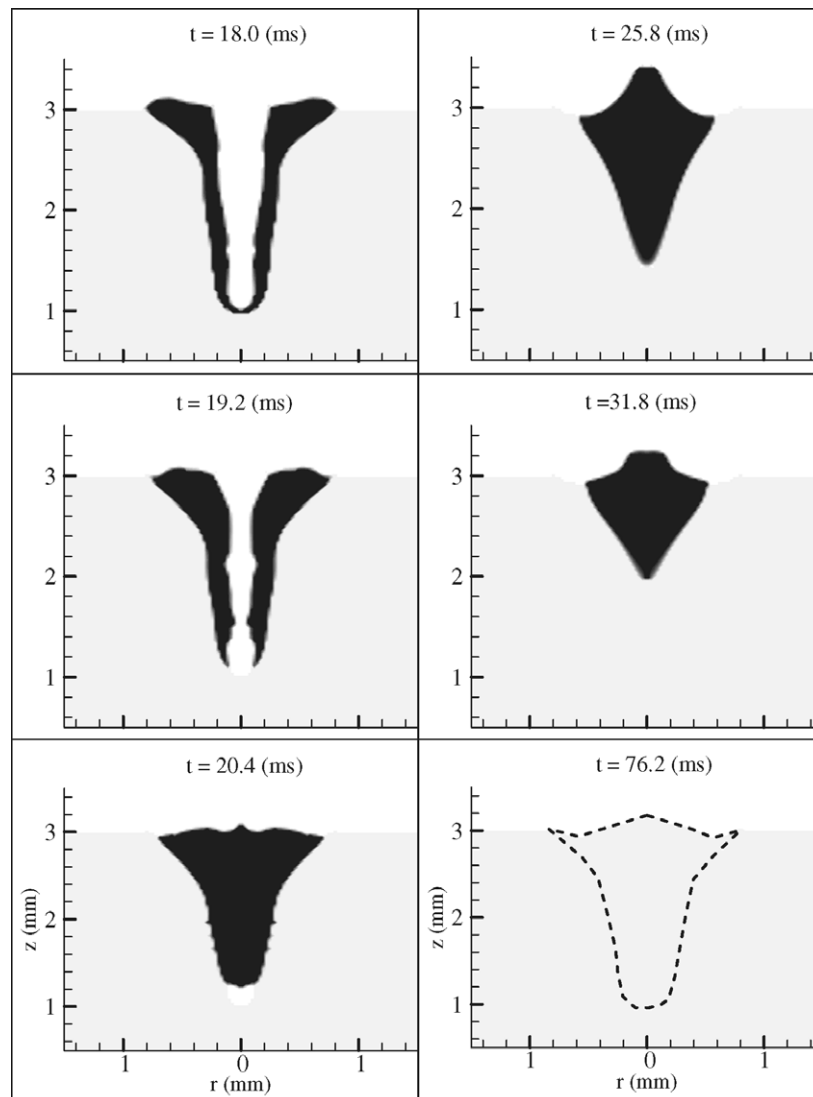 t = 18.0 (ms)
3
2
1
t = 25.8 (ms)
3
2
1
t = 19.2 (ms)
3
2
1
t =31.8 (ms)
3
2
1
t = 20.4 (ms)
3
2
1
z (mm)
1 0 1
r (mm)
t = 76.2 (ms)
3
2
1
z (mm)
1 0 1
r (mm)